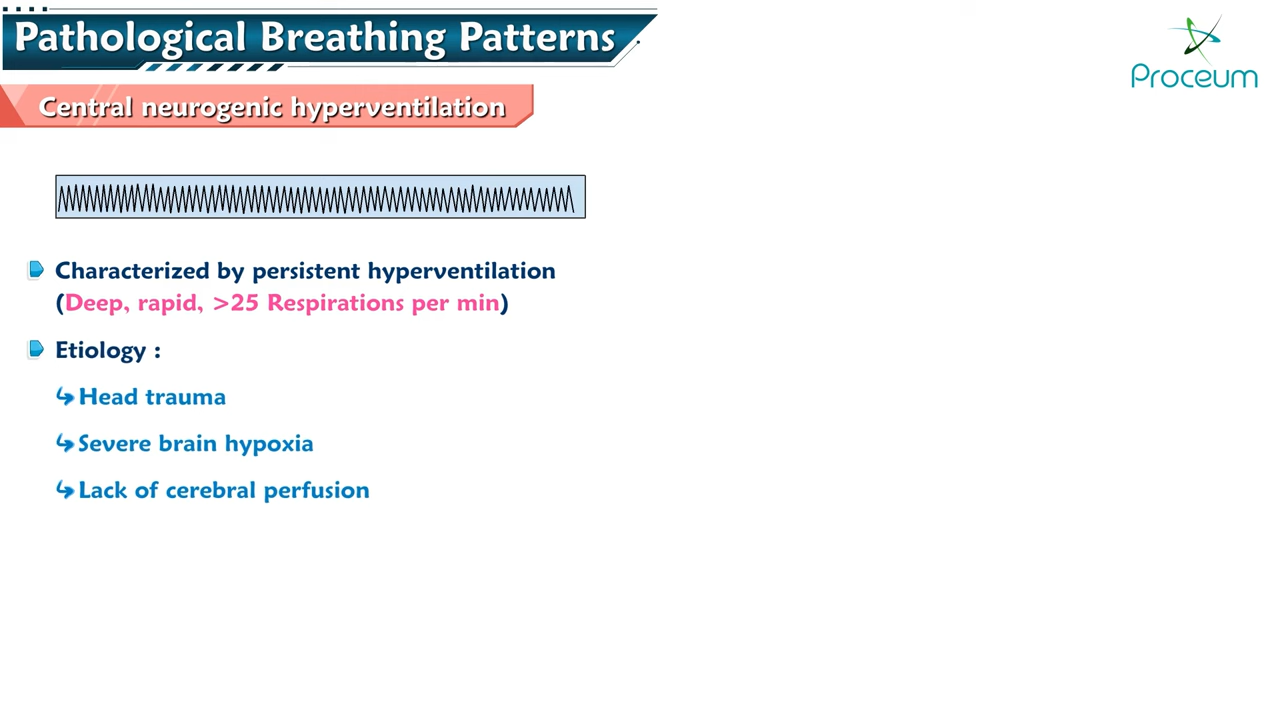 Pathological Breathing Patterns
Proceum
Central neurogenic hyperventilation
Characterized by persistent hyperventilation
(Deep, rapid, >25 Respirations per min)
Etiology :
Head trauma
Severe brain hypoxia
Lack of cerebral perfusion